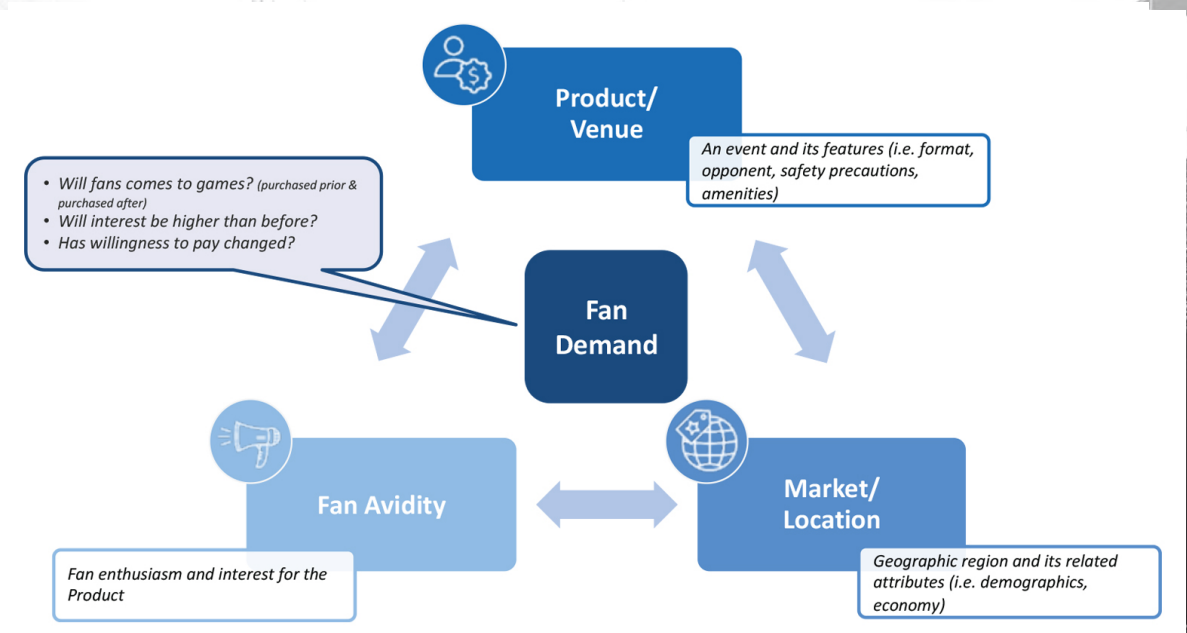 Product/
Venue
An event and its features (i.e. format,
opponent, safety precautions,
amenities)
• Will fans comes to games? (purchased prior &
purchased after)
• Will interest be higher than before?
• Has willingness to pay changed?
$
Fan
Demand
Fan Avidity
Fan enthusiasm and interest for the
Product
Market/
Location
Geographic region and its related
attributes (i.e. demographics,
economy)